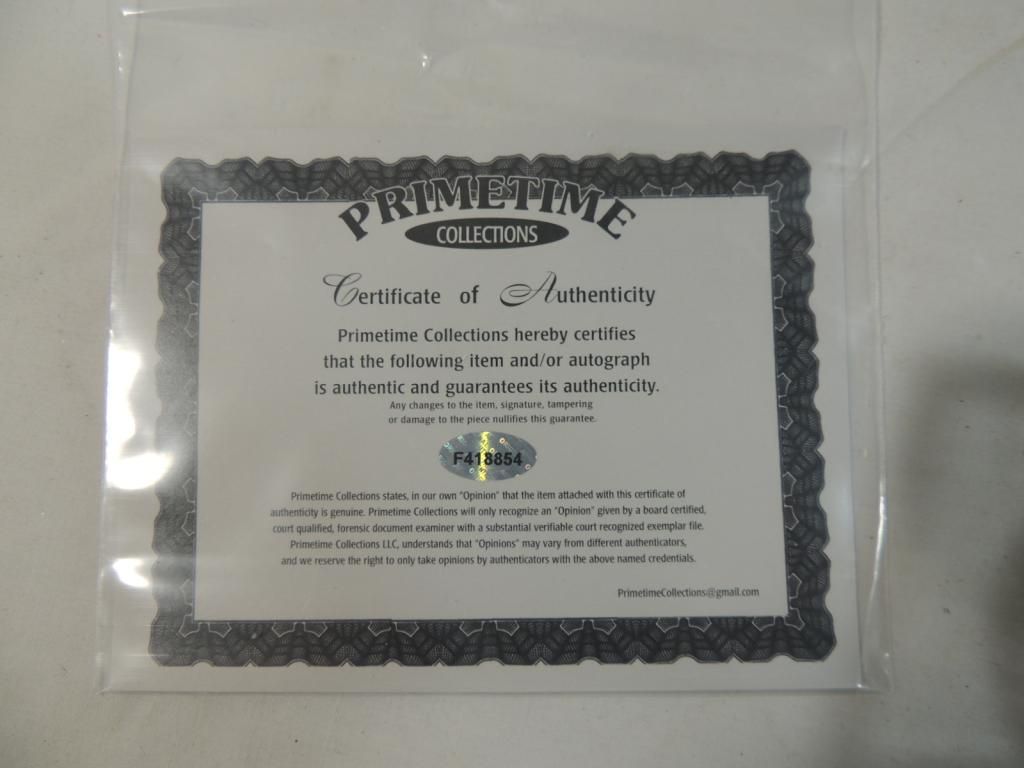 PRIMETIME
COLLECTIONS
Certificate of Authenticity
Primetime Collections hereby certifies
that the following item and/or autograph
is authentic and guarantees its authenticity.
Any changes to the item, signature, tampering
or damage to the piece nullifies this guarantee.
F418854
Primetime Collections states, in our own "Opinion" that the item attached with this certificate of
authenticity is genuine. Primetime Collections will only recognize an "Opinion" given by a board certified,
court qualified, forensic document examiner with a substantial verifiable court recognized exemplar file.
Primetime Collections LLC, understands that "Opinions" may vary from different authenticators,
and we reserve the right to only take opinions by authenticators with the above named credentials.
PrimetimeCollections@gmail.com